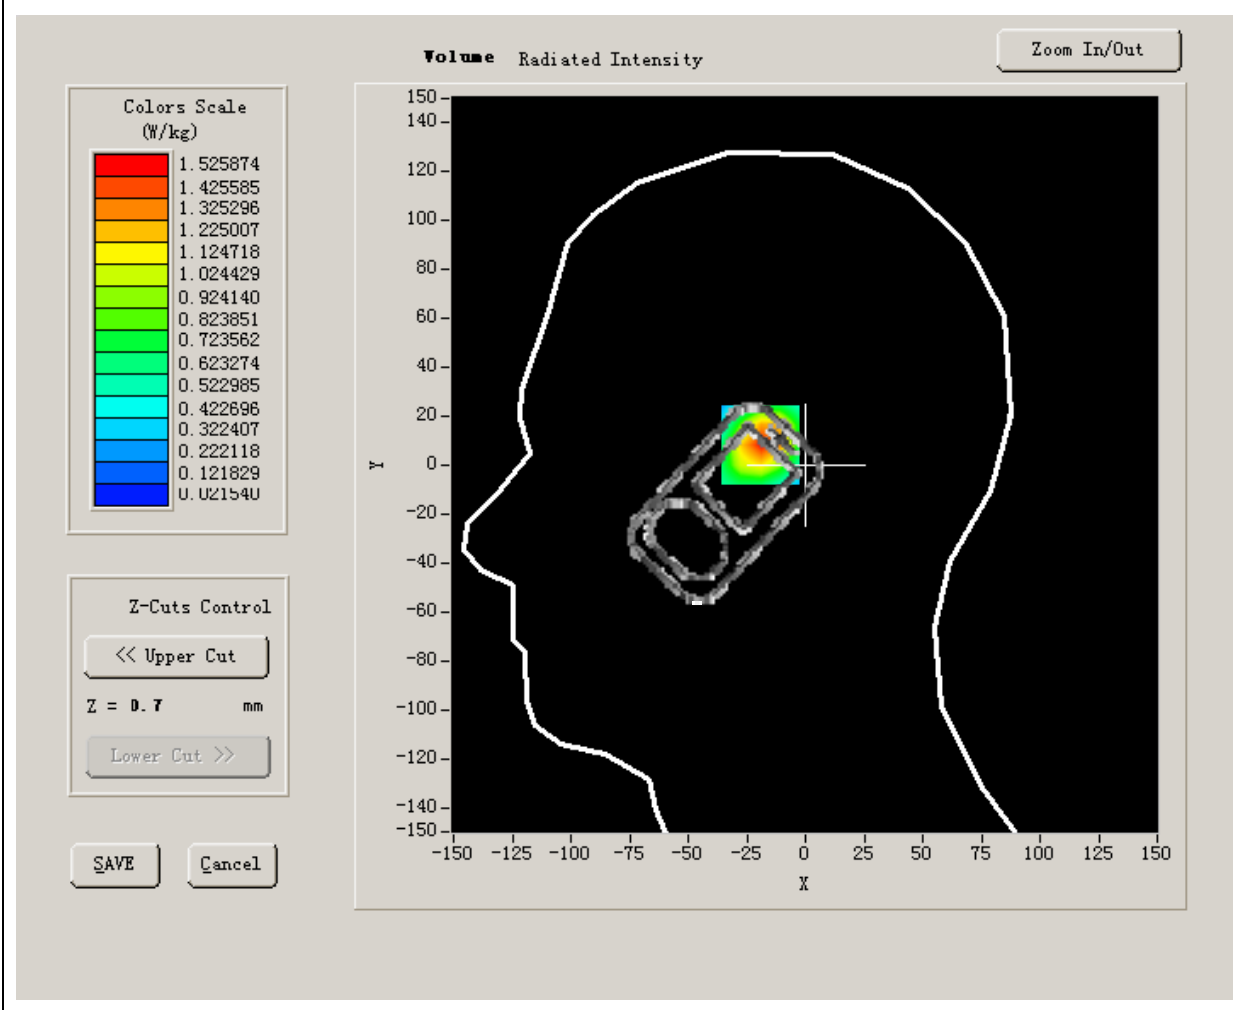 Volume Radiated Intensity
Zoom In/Out
Colors Scale
(W/kg)
1.525874
1.425585
1.325296
1.225007
1.124718
1.024429
0.924140
0.823851
0.723562
0.623274
0.522985
0.422696
0.322407
0.222118
0.121829
0.021540
Z-Cuts Control
<< Upper Cut
Z = 0.7 mm
Lower Cut >>
SAVE Cancel
150
140
120
100
80
60
40
20
0
-20
-40
-60
-80
-100
-120
-140
-150
Y
-150 -125 -100 -75 -50 -25 0 25 50 75 100 125 150
X